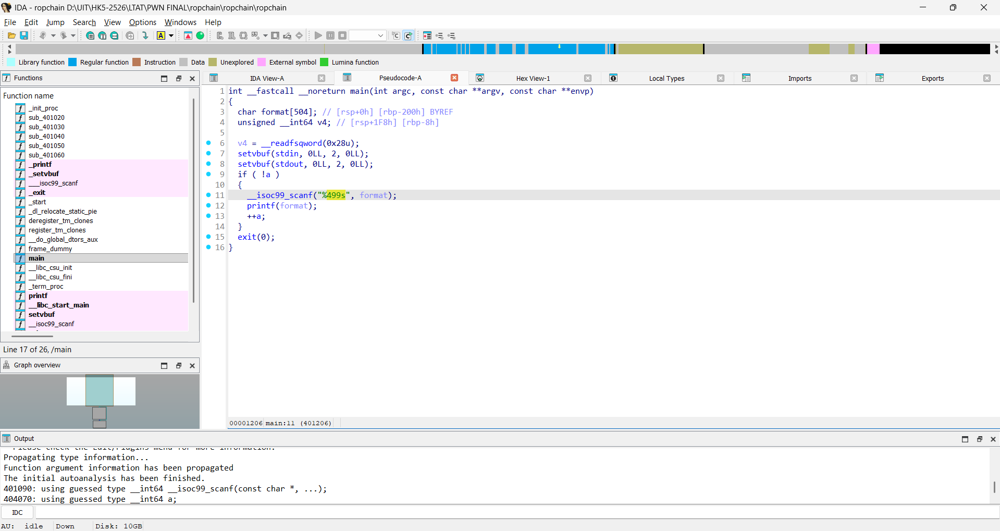 IDA - ropchain D:\UIT\HK5-2526\LTAT\PWN FINAL\ropchain\ropchain\ropchain
File Edit Jump Search View Options Windows Help
Library function Regular function Instruction Data Unexplored External symbol Lumina function
Functions
IDA View-A Pseudocode-A Hex View-1 Local Types Imports Exports
Function name
_init_proc
sub_401020
sub_401030
sub_401040
sub_401050
sub_401060
_printf
_setvbuf
___isoc99_scanf
_exit
_start
_dl_relocate_static_pie
deregister_tm_clones
register_tm_clones
__do_global_dtors_aux
frame_dummy
main
__libc_csu_init
__libc_csu_fini
_term_proc
printf
__libc_start_main
setvbuf
__isoc99_scanf
Line 17 of 26, /main
Graph overview
1 int __fastcall __noreturn main(int argc, const char **argv, const char **envp)
2 {
3 char format[504]; // [rsp+0h] [rbp-200h] BYREF
4 unsigned __int64 v4; // [rsp+1F8h] [rbp-8h]
5
6 v4 = __readfsqword(0x28u);
7 setvbuf(stdin, 0LL, 2, 0LL);
8 setvbuf(stdout, 0LL, 2, 0LL);
9 if ( !a )
10 {
11 __isoc99_scanf("%499s", format);
12 printf(format);
13 ++a;
14 }
15 exit(0);
16 }
00001206 main:11 (401206)
Output
Please check the Edit/Plugins menu for more information.
Propagating type information...
Function argument information has been propagated
The initial autoanalysis has been finished.
401090: using guessed type __int64 __isoc99_scanf(const char *, ...);
404070: using guessed type __int64 a;
IDC
AU: idle Down Disk: 10GB